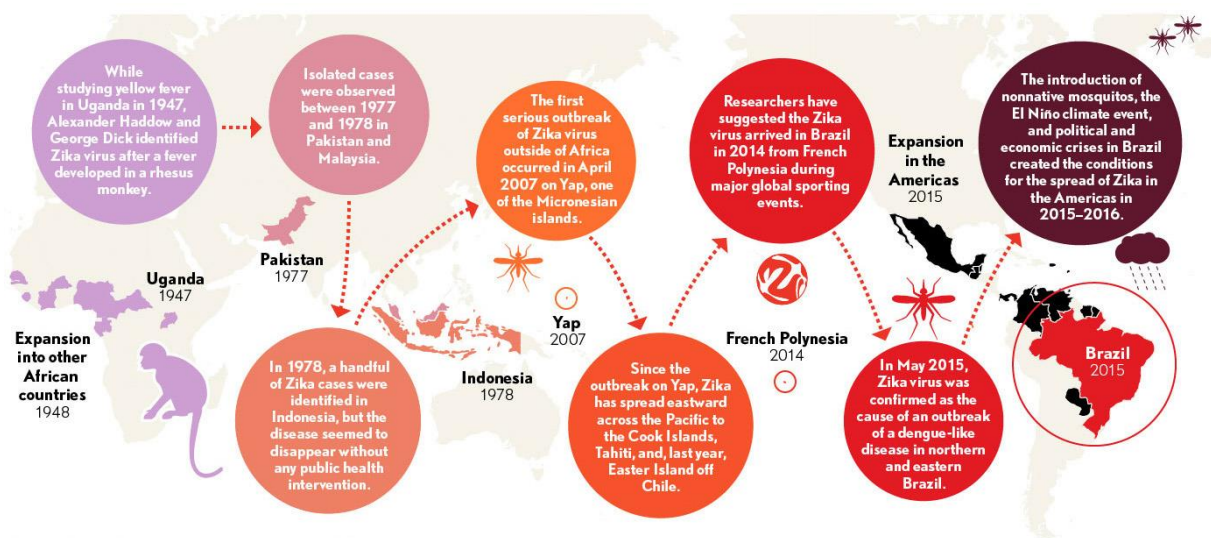 While
studying yellow fever
in Uganda in 1947,
Alexander Haddow and
George Dick identified
Zika virus after a fever
developed in a rhesus
monkey.
Isolated cases
were observed
between 1977
and 1978 in
Pakistan and
Malaysia.
The first
serious outbreak
of Zika virus
outside of Africa
occurred in April
2007 on Yap, one
of the Micronesian
islands.
Researchers have
suggested the Zika
virus arrived in Brazil
in 2014 from French
Polynesia during
major global sporting
events.
Expansion
in the
Americas
2015
The introduction of
nonnative mosquitos, the
El Niño climate event,
and political and
economic crises in Brazil
created the conditions
for the spread of Zika in
the Americas in
2015–2016.
Uganda
1947
Pakistan
1977
Expansion
into other
African
countries
1948
In 1978, a handful
of Zika cases were
identified in
Indonesia, but the
disease seemed to
disappear without
any public health
intervention.
Indonesia
1978
Yap
2007
Since the
outbreak on Yap, Zika
has spread eastward
across the Pacific to
the Cook Islands,
Tahiti, and, last year,
Easter Island off
Chile.
French Polynesia
2014
In May 2015,
Zika virus was
confirmed as the
cause of an outbreak
of a dengue-like
disease in northern
and eastern
Brazil.
Brazil
2015